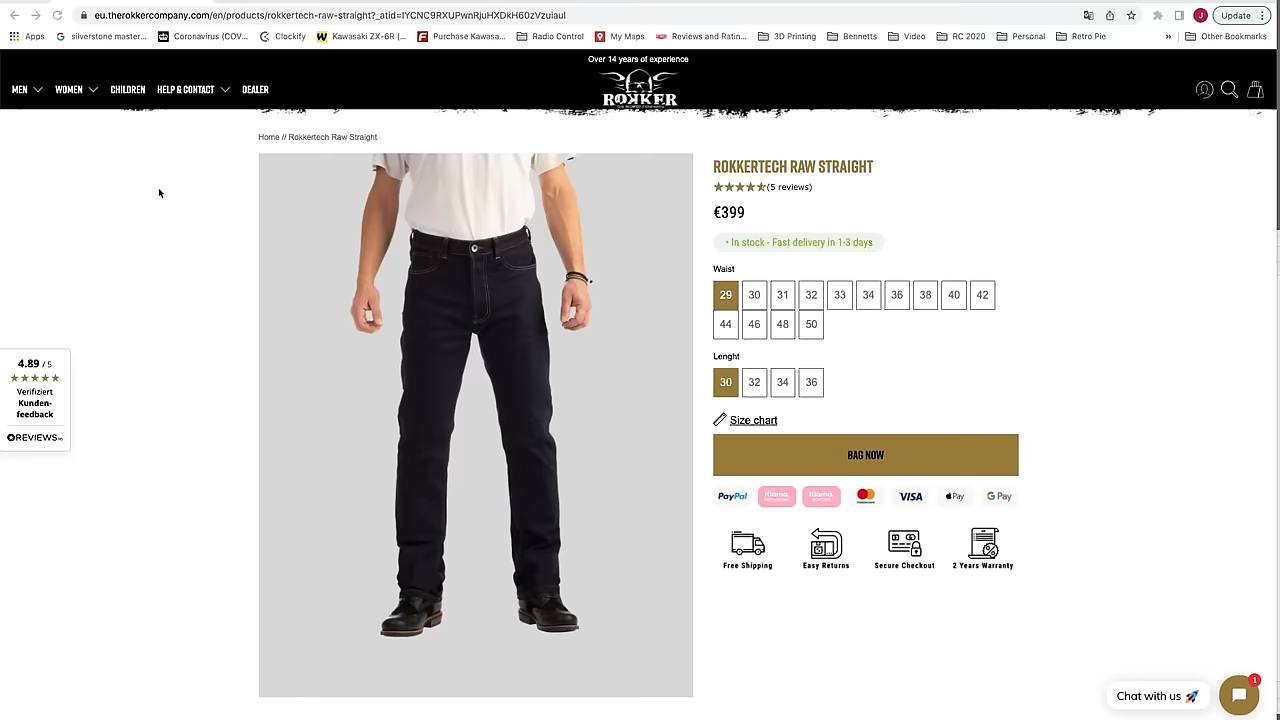 eu.therokkercompany.com/en/products/rokkertech-raw-straight?_atid=IYCNC9RXUPwnRjuHXDkH60zVzuiauI
J
Update
Apps
silverstone master...
Coronavirus (COV...
Clockify
Kawasaki ZX-6R (...
Purchase Kawasa...
Radio Control
My Maps
Reviews and Ratin...
3D Printing
Bennetts
Video
RC 2020
Personal
Retro Pie
»
Other Bookmarks
Over 14 years of experience
MEN
WOMEN
CHILDREN
HELP & CONTACT
DEALER
ROKKER
Home // Rokkertech Raw Straight
ROKKERTECH RAW STRAIGHT
(5 reviews)
€399
• In stock - Fast delivery in 1-3 days
Waist
29 30 31 32 33 34 36 38 40 42
44 46 48 50
Lenght
30 32 34 36
Size chart
BAG NOW
PayPal
Klarna.
Klarna.
VISA
Pay
G Pay
Free Shipping
Easy Returns
Secure Checkout
2 Years Warranty
4.89 / 5
Verifiziert
Kunden-
feedback
REVIEWS.io
Chat with us 🚀
1